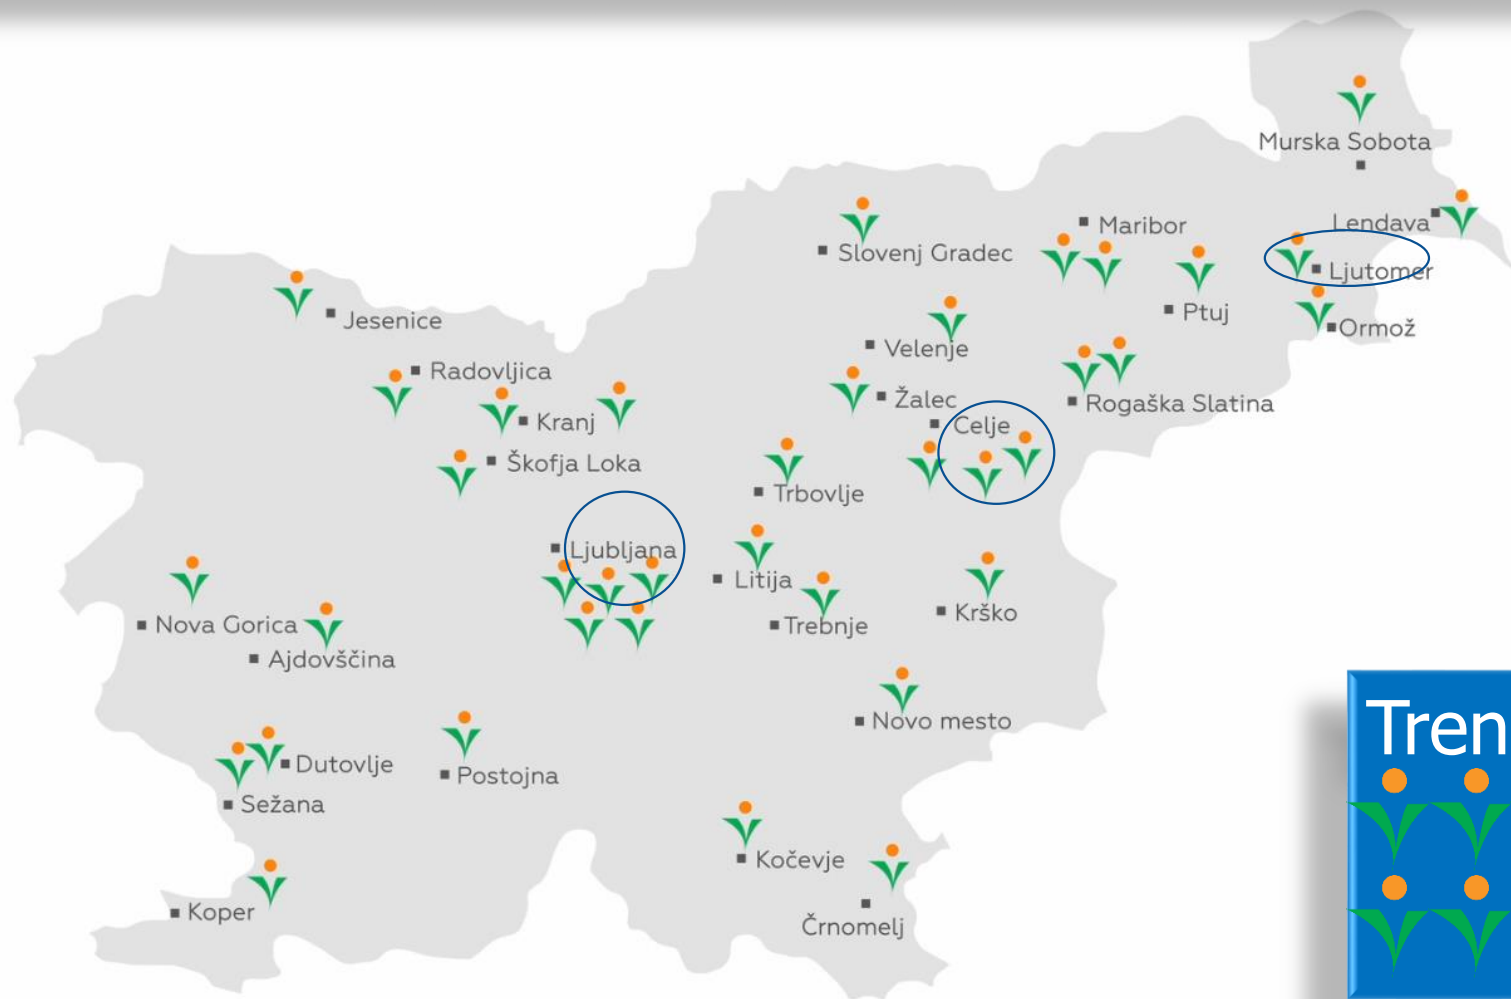 Murska Sobota
Lendava
Maribor
Slovenj Gradec
Ljutomer
Ptuj
Jesenice
Ormož
Velenje
Radovljica
Žalec
Rogaška Slatina
Kranj
Celje
Škofja Loka
Trbovlje
Ljubljana
Litija
Krško
Nova Gorica
Trebnje
Ajdovščina
Novo mesto
Tren
Dutovlje
Postojna
Sežana
Kočevje
Koper
Črnomelj